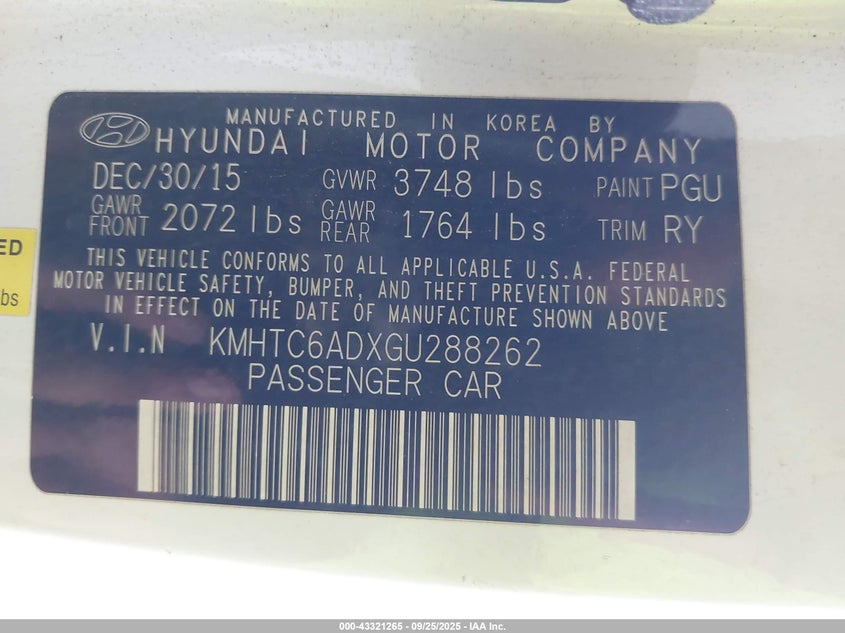 MANUFACTURED IN KOREA BY
HYUNDAI MOTOR COMPANY
DEC/30/15 GVWR 3748 lbs PAINT PGU
GAWR FRONT 2072 lbs GAWR REAR 1764 lbs TRIM RY
THIS VEHICLE CONFORMS TO ALL APPLICABLE U.S.A. FEDERAL
MOTOR VEHICLE SAFETY, BUMPER, AND THEFT PREVENTION STANDARDS
IN EFFECT ON THE DATE OF MANUFACTURE SHOWN ABOVE
V.I.N KMHTC6ADXGU288262
PASSENGER CAR
ED
lbs
000-43321265 - 09/25/2025 - IAA Inc.